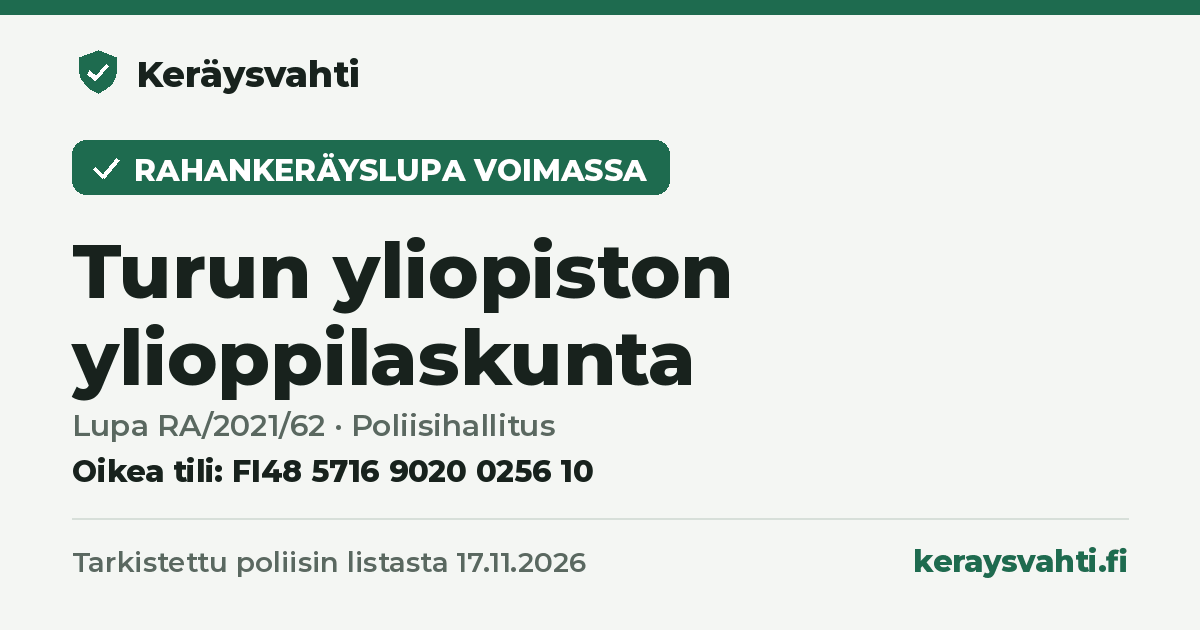 Keräysvahti
RAHANKERÄYSLUPA VOIMASSA
Turun yliopiston
ylioppilaskunta
Lupa RA/2021/62 · Poliisihallitus
Oikea tili: FI48 5716 9020 0256 10
Tarkistettu poliisin listasta 17.11.2026
keraysvahti.fi